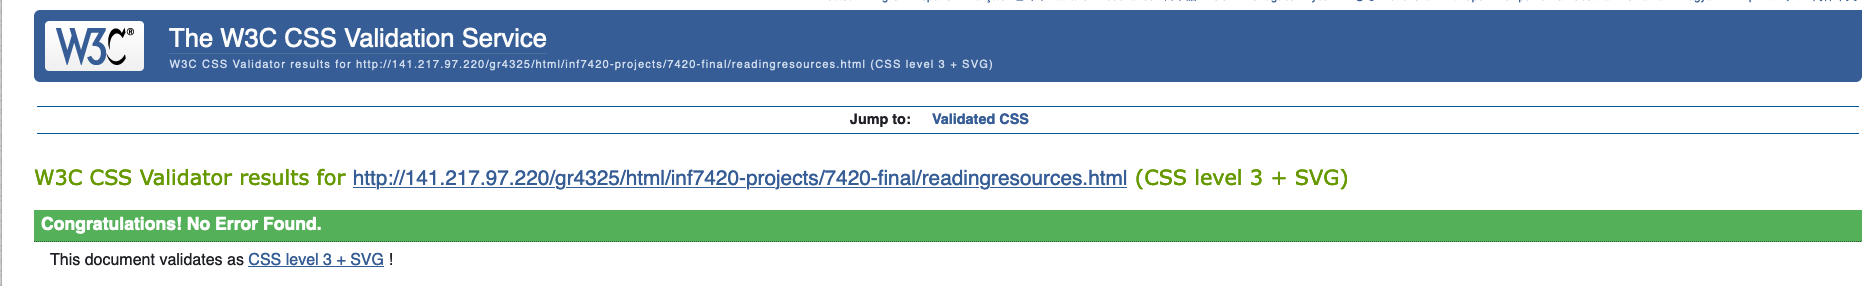 W3C®
The W3C CSS Validation Service
W3C CSS Validator results for http://141.217.97.220/gr4325/html/inf7420-projects/7420-final/readingresources.html (CSS level 3 + SVG)
Jump to: Validated CSS
W3C CSS Validator results for http://141.217.97.220/gr4325/html/inf7420-projects/7420-final/readingresources.html (CSS level 3 + SVG)
Congratulations! No Error Found.
This document validates as CSS level 3 + SVG !